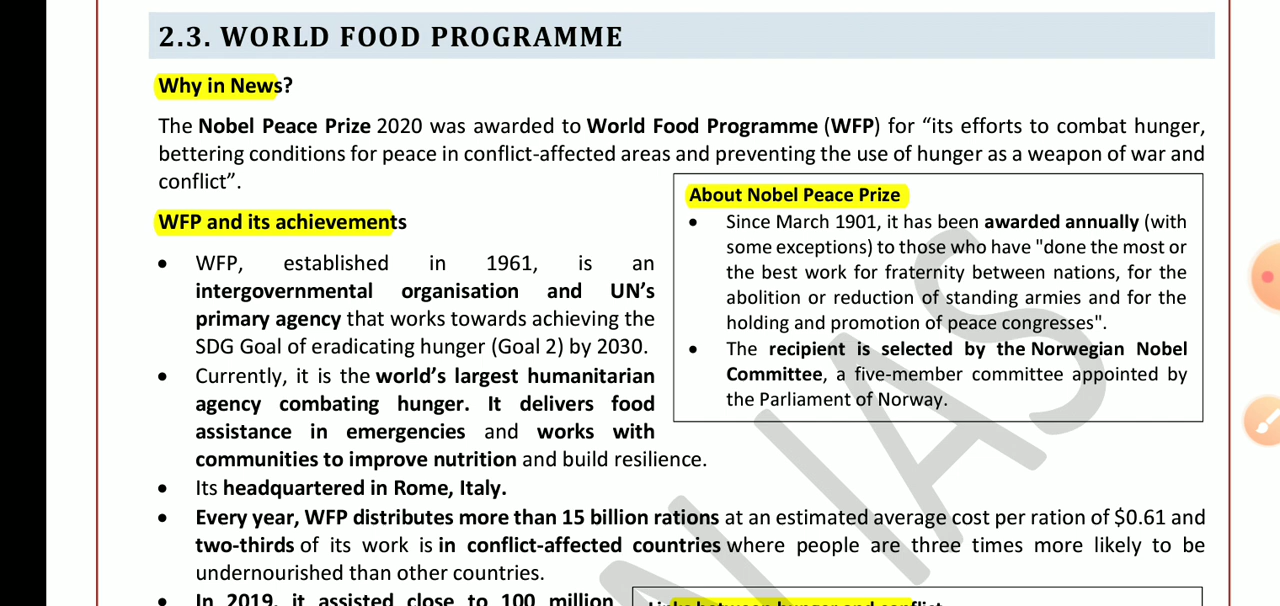 2.3. WORLD FOOD PROGRAMME
Why in News?
The Nobel Peace Prize 2020 was awarded to World Food Programme (WFP) for “its efforts to combat hunger,
bettering conditions for peace in conflict-affected areas and preventing the use of hunger as a weapon of war and
conflict”.
WFP and its achievements
• WFP, established in 1961, is an
intergovernmental organisation and UN’s
primary agency that works towards achieving the
SDG Goal of eradicating hunger (Goal 2) by 2030.
• Currently, it is the world’s largest humanitarian
agency combating hunger. It delivers food
assistance in emergencies and works with
communities to improve nutrition and build resilience.
• Its headquartered in Rome, Italy.
• Every year, WFP distributes more than 15 billion rations at an estimated average cost per ration of $0.61 and
two-thirds of its work is in conflict-affected countries where people are three times more likely to be
undernourished than other countries.
• In 2019, it assisted close to 100 million
About Nobel Peace Prize
• Since March 1901, it has been awarded annually (with
some exceptions) to those who have "done the most or
the best work for fraternity between nations, for the
abolition or reduction of standing armies and for the
holding and promotion of peace congresses".
• The recipient is selected by the Norwegian Nobel
Committee, a five-member committee appointed by
the Parliament of Norway.
Links between hunger and conflict
N IAS